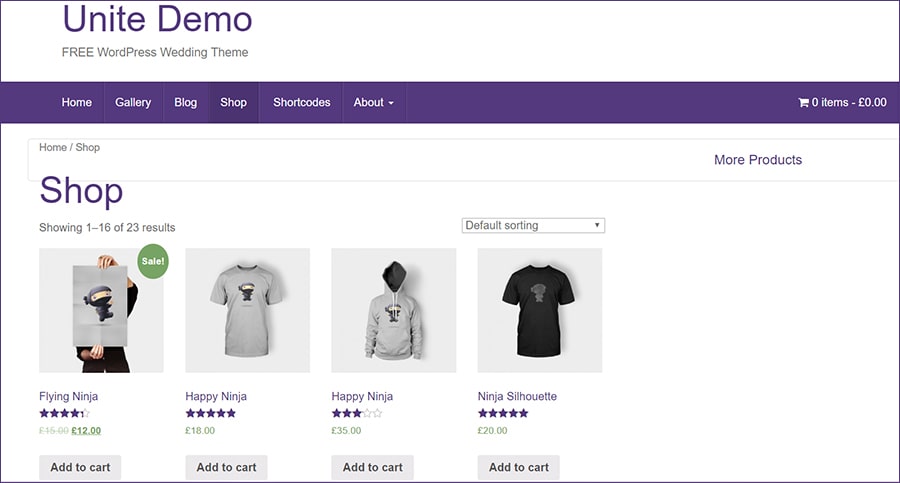 Unite Demo
FREE WordPress Wedding Theme
Home Gallery Blog Shop Shortcodes About 0 items - £0.00
Home / Shop
More Products
Shop
Showing 1–16 of 23 results
Default sorting
Sale!
Flying Ninja Happy Ninja Happy Ninja Ninja Silhouette
£15.00 £12.00 £18.00 £35.00 £20.00
Add to cart Add to cart Add to cart Add to cart